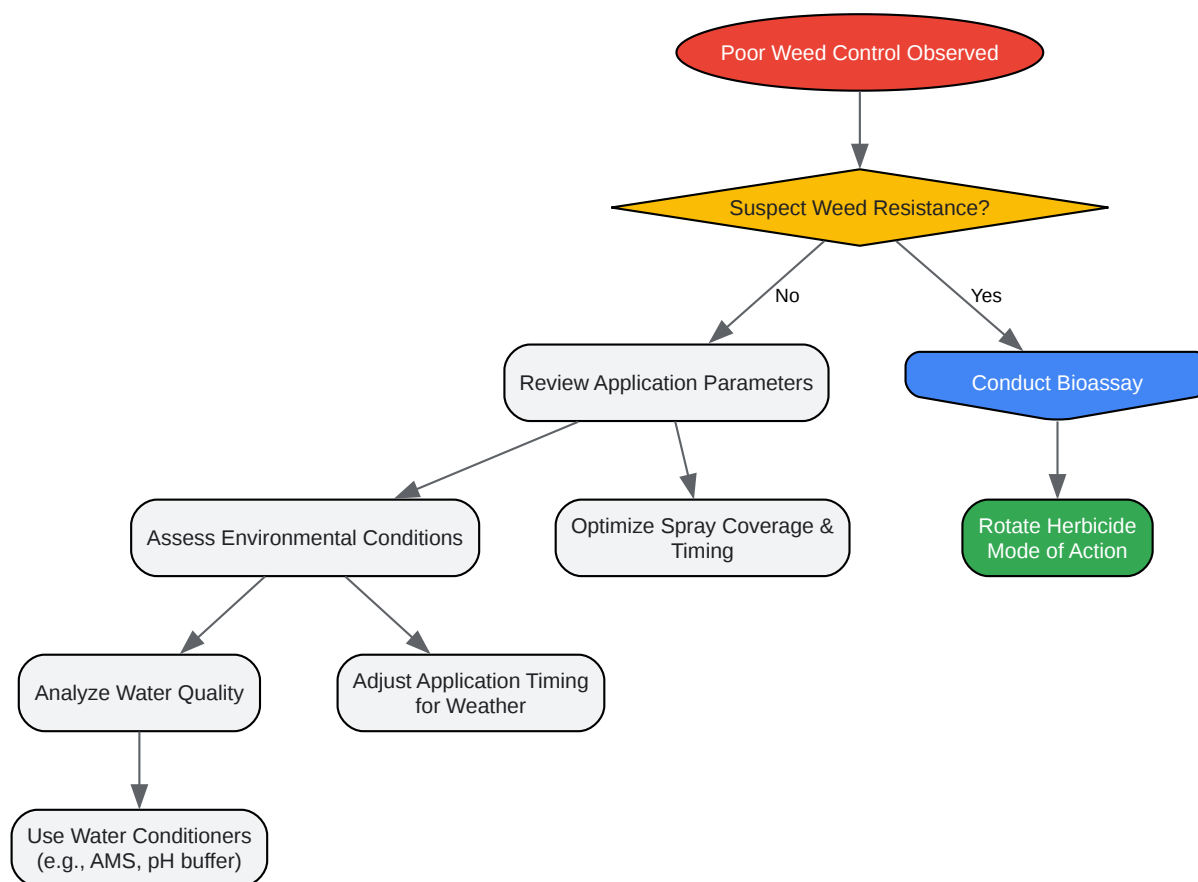 Poor Weed Control Observed
Suspect Weed Resistance?
No
Yes
Review Application Parameters
Conduct Bioassay
Assess Environmental Conditions
Optimize Spray Coverage &
Timing
Rotate Herbicide
Mode of Action
Analyze Water Quality
Adjust Application Timing
for Weather
Use Water Conditioners
(e.g., AMS, pH buffer)